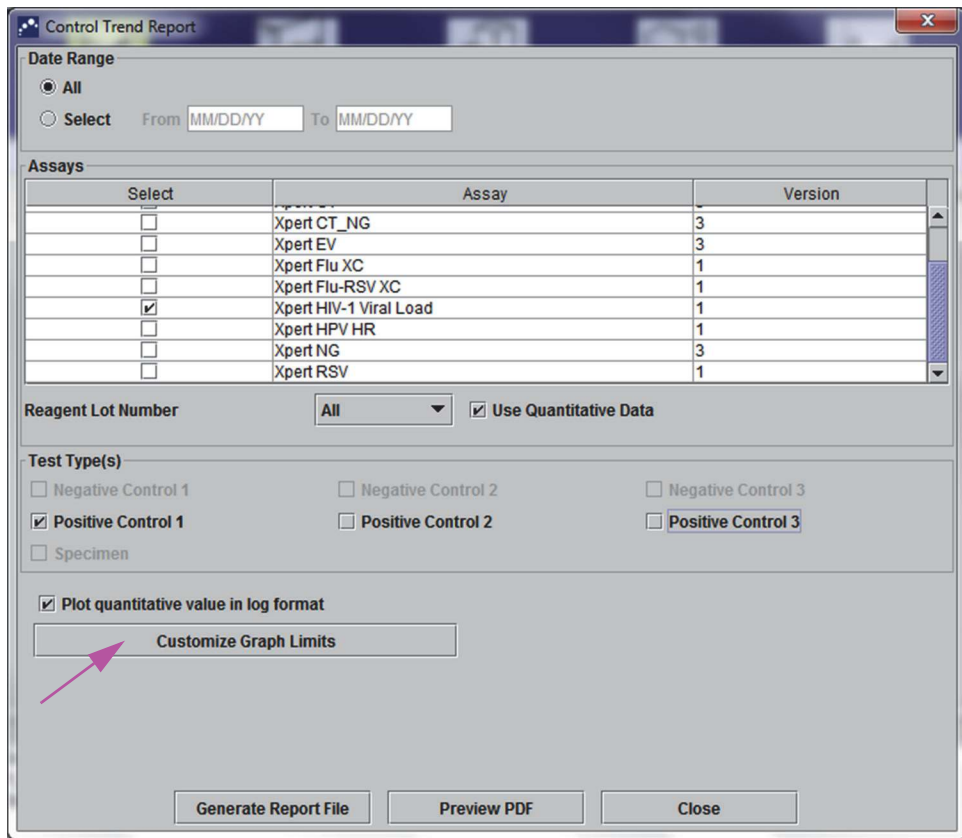 Control Trend Report
Date Range
All
Select From MM/DD/YY To MM/DD/YY
Assays
Select Assay Version
Xpert CT_NG 3
Xpert EV 3
Xpert Flu XC 1
Xpert Flu-RSV XC 1
Xpert HIV-1 Viral Load 1
Xpert HPV HR 1
Xpert NG 3
Xpert RSV 1
Reagent Lot Number All Use Quantitative Data
Test Type(s)
Negative Control 1 Negative Control 2 Negative Control 3
Positive Control 1 Positive Control 2 Positive Control 3
Specimen
Plot quantitative value in log format
Customize Graph Limits
Generate Report File Preview PDF Close